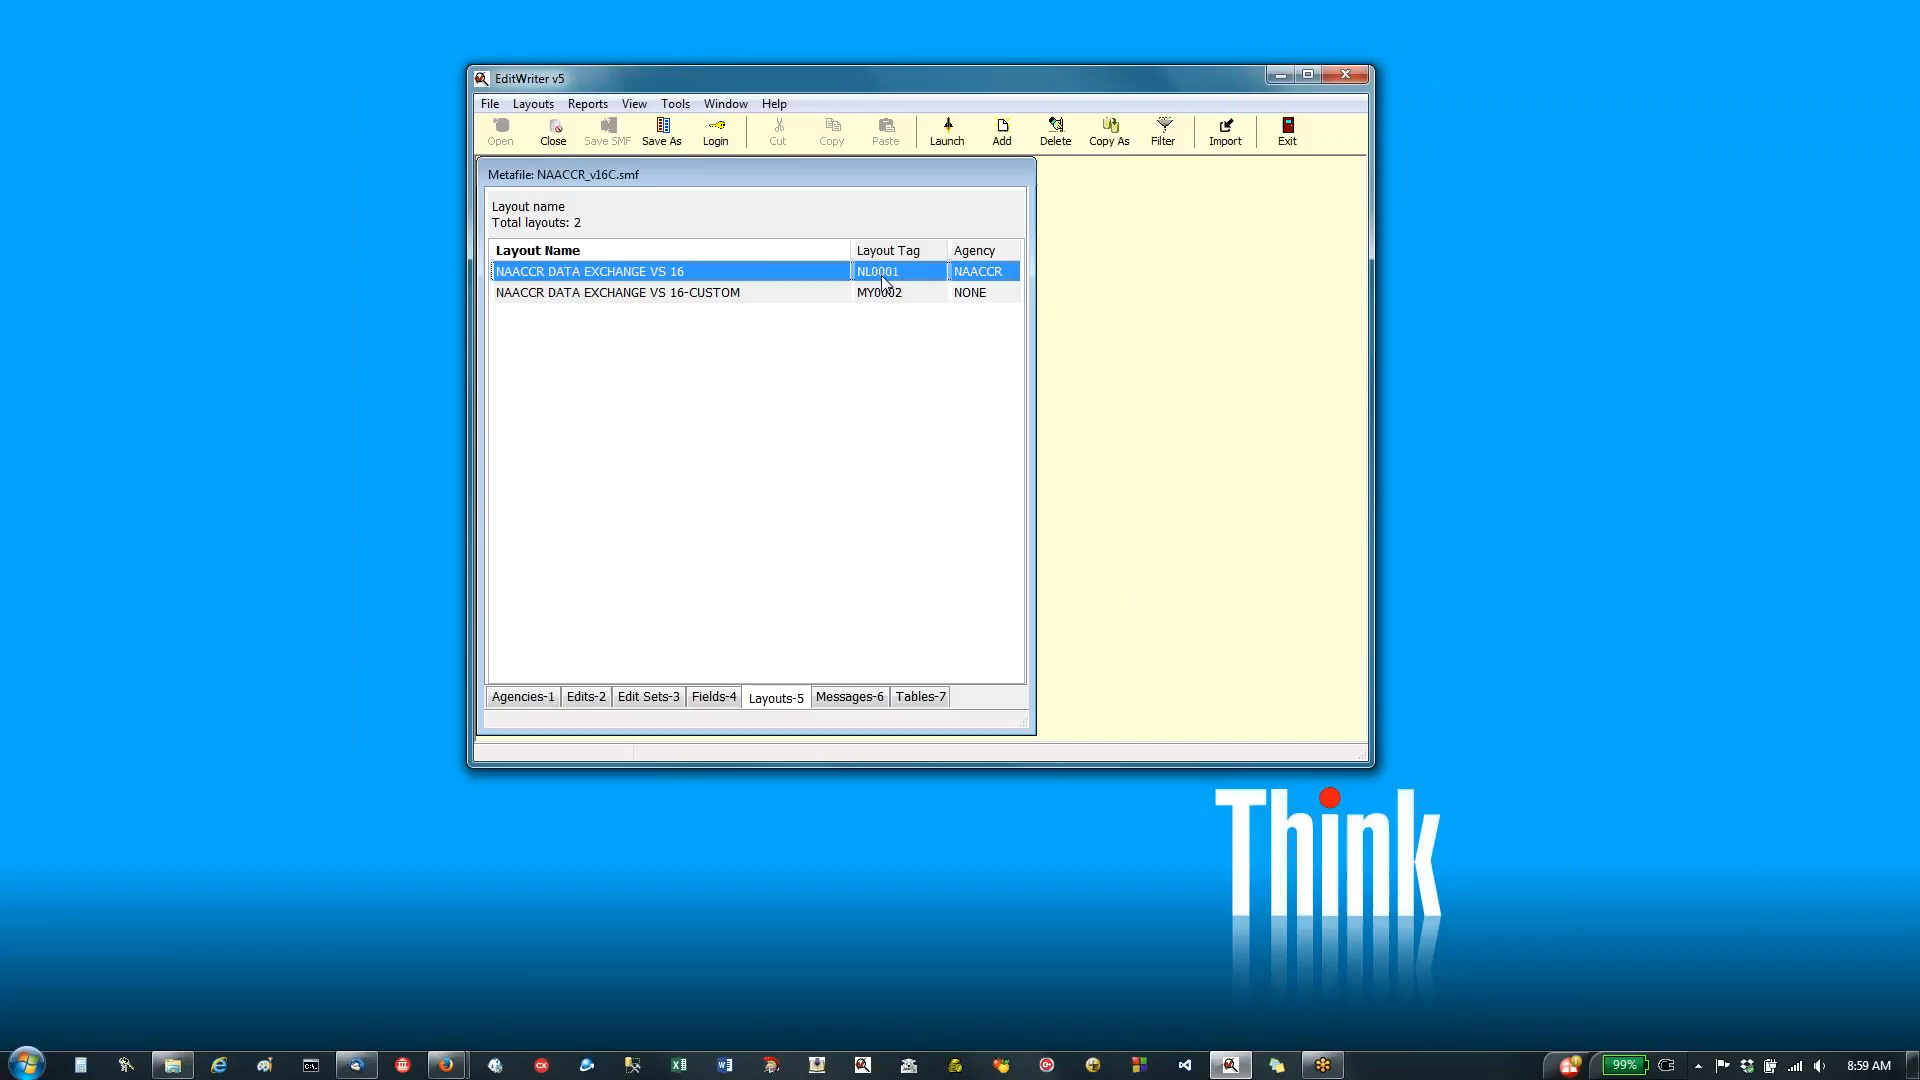 EditWriter v5
File Layouts Reports View Tools Window Help
Open Close Save SMF Save As Login Cut Copy Paste Launch Add Delete Copy As Filter Import Exit
Metafile: NAACCR_v16C.smf
Layout name
Total layouts: 2
Layout Name Layout Tag Agency
NAACCR DATA EXCHANGE VS 16 NL0001 NAACCR
NAACCR DATA EXCHANGE VS 16-CUSTOM MY0002 NONE
Agencies-1 Edits-2 Edit Sets-3 Fields-4 Layouts-5 Messages-6 Tables-7
Think
99% 8:59 AM